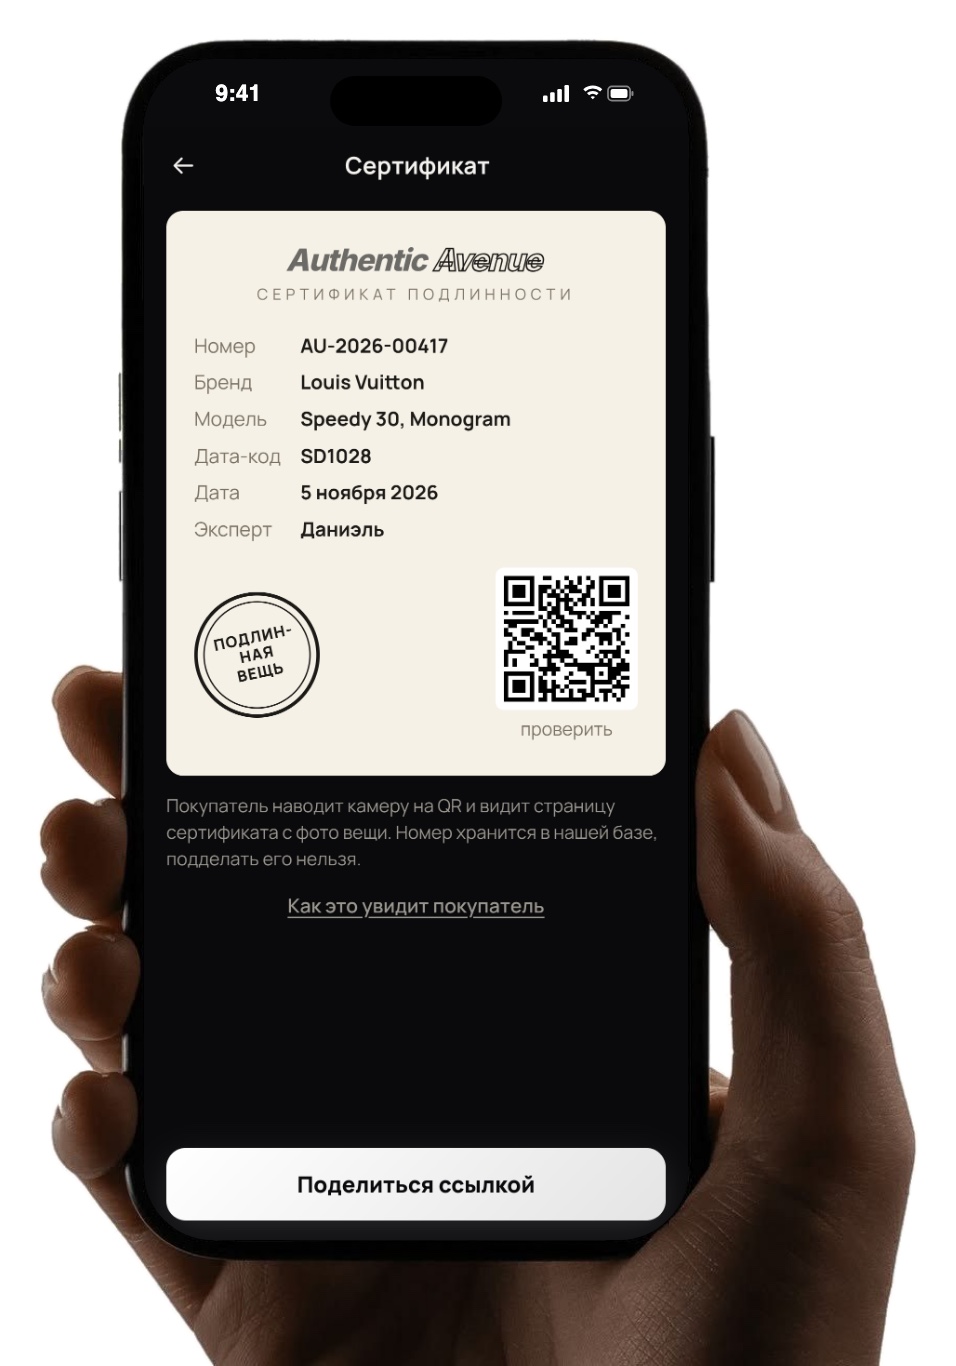 9:41
Сертификат
Authentic Avenue
СЕРТИФИКАТ ПОДЛИННОСТИ
Номер AU-2026-00417
Бренд Louis Vuitton
Модель Speedy 30, Monogram
Дата-код SD1028
Дата 5 ноября 2026
Эксперт Даниэль
ПОДЛИН-
НАЯ
ВЕЩЬ
проверить
Покупатель наводит камеру на QR и видит страницу
сертификата с фото вещи. Номер хранится в нашей базе,
подделать его нельзя.
Как это увидит покупатель
Поделиться ссылкой